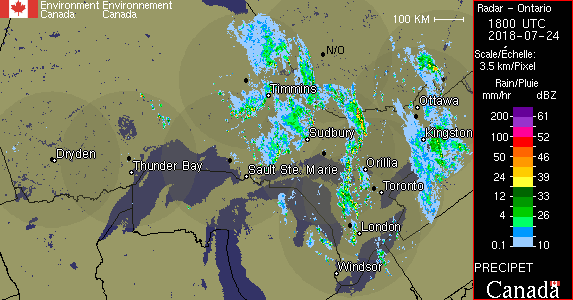 Environment Environnement
Canada Canada
100 KM
N/O
Timmins
Ottawa
Sudbury
Kingston
Dryden
Thunder Bay
Sault Ste. Marie
Orillia
Toronto
London
Windsor
Radar - Ontario
1800 UTC
2018-07-24
Scale/Échelle:
3.5 km/Pixel
Rain/Pluie
mm/hr dBZ
200 61
100 52
50 46
24 39
12 33
4 26
0.1 10
PRECIPET
Canada